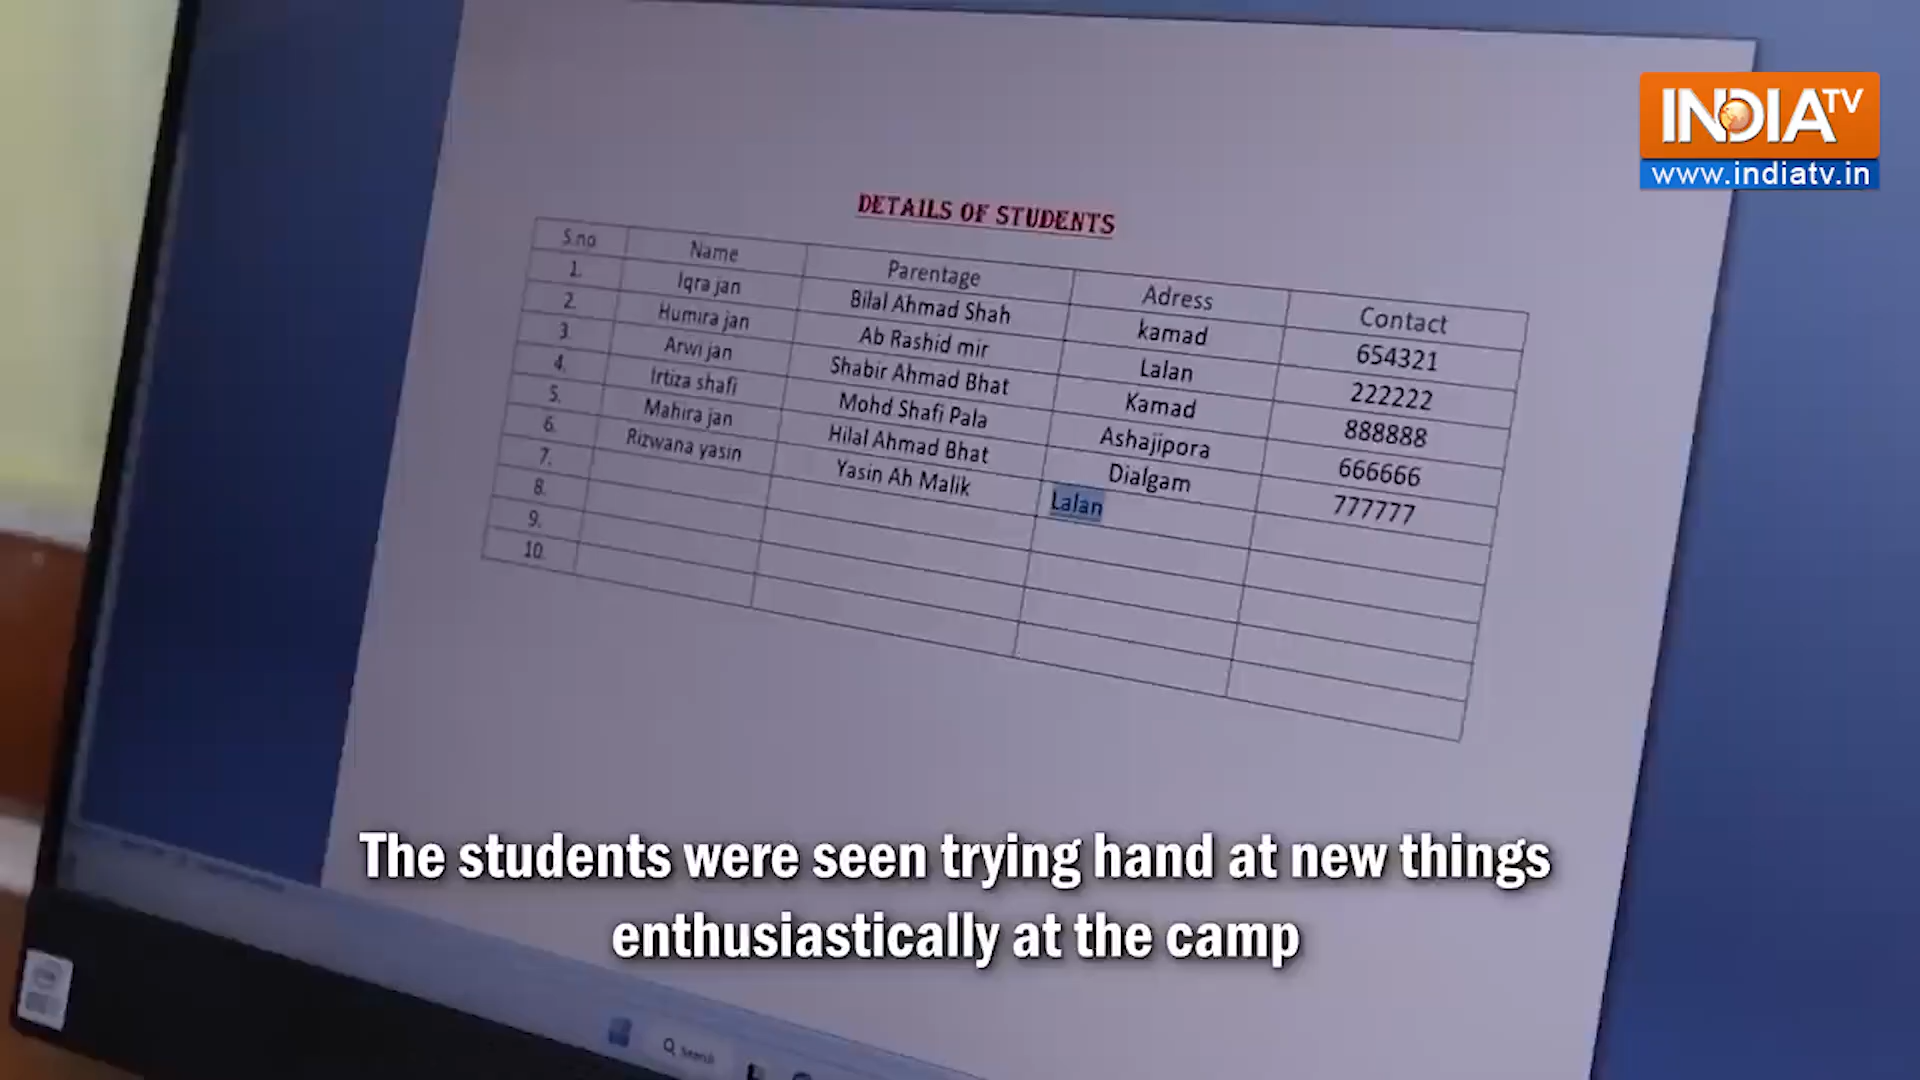 INDIA TV
www.indiatv.in
DETAILS OF STUDENTS
S.no Name Parentage Adress Contact
1. Iqra jan Bilal Ahmad Shah kamad 654321
2. Humira jan Ab Rashid mir Lalan 222222
3. Arwi jan Shabir Ahmad Bhat Kamad 888888
4. Irtiza shafi Mohd Shafi Pala Ashajipora 666666
5. Mahira jan Hilal Ahmad Bhat Dialgam 777777
6. Rizwana yasin Yasin Ah Malik Lalan
7.
8.
9.
10.
The students were seen trying hand at new things
enthusiastically at the camp
Search